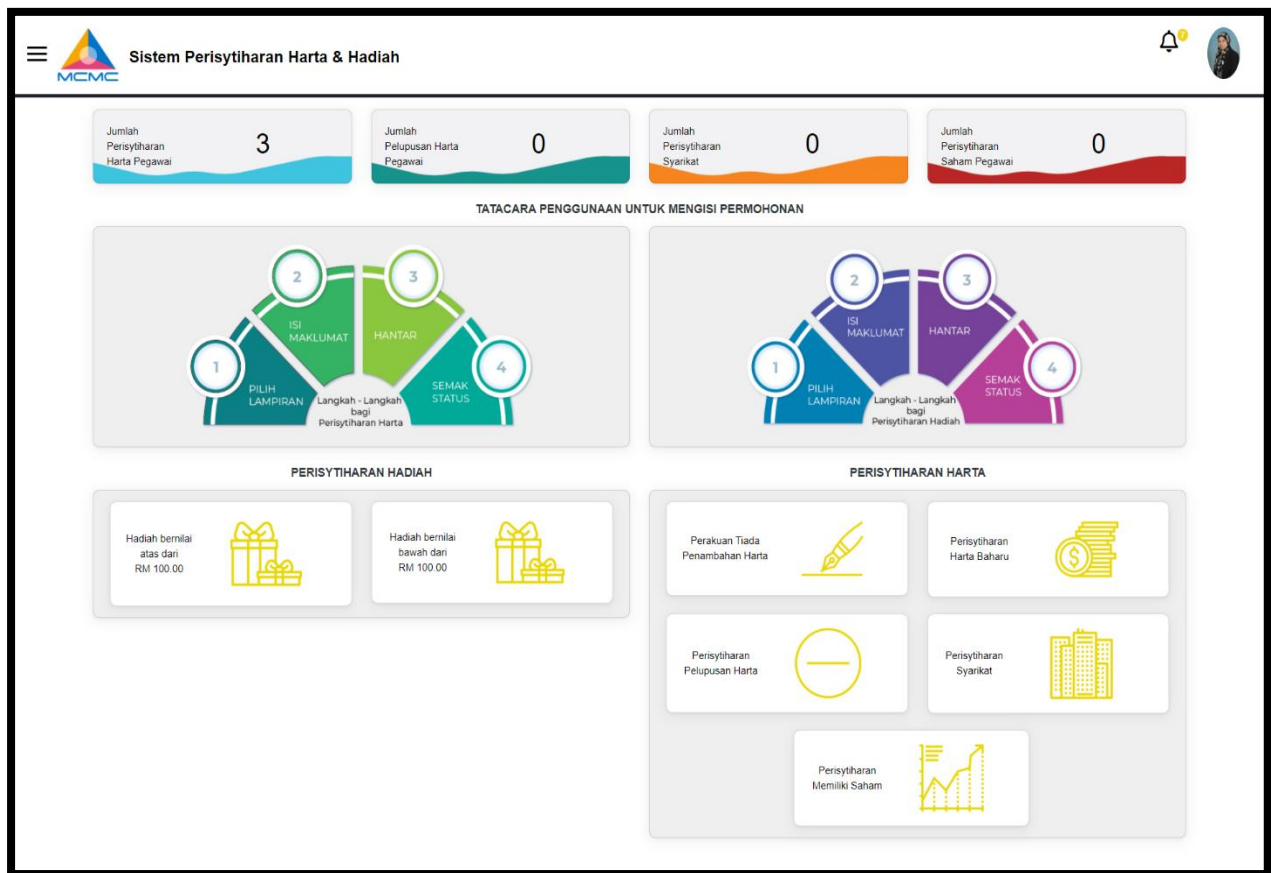 MCMC
Sistem Perisytiharan Harta & Hadiah
7
Jumlah
Perisytiharan
Harta Pegawai
3
Jumlah
Pelupusan Harta
Pegawai
0
Jumlah
Perisytiharan
Syarikat
0
Jumlah
Perisytiharan
Saham Pegawai
0
TATACARA PENGGUNAAN UNTUK MENGISI PERMOHONAN
1
PILIH
LAMPIRAN
2
ISI
MAKLUMAT
3
HANTAR
4
SEMAK
STATUS
Langkah - Langkah
bagi
Perisytiharan Harta
1
PILIH
LAMPIRAN
2
ISI
MAKLUMAT
3
HANTAR
4
SEMAK
STATUS
Langkah - Langkah
bagi
Perisytiharan Hadiah
PERISYTIHARAN HADIAH
Hadiah bernilai
atas dari
RM 100.00
Hadiah bernilai
bawah dari
RM 100.00
PERISYTIHARAN HARTA
Perakuan Tiada
Penambahan Harta
Perisytiharan
Harta Baharu
$
Perisytiharan
Pelupusan Harta
Perisytiharan
Syarikat
Perisytiharan
Memiliki Saham